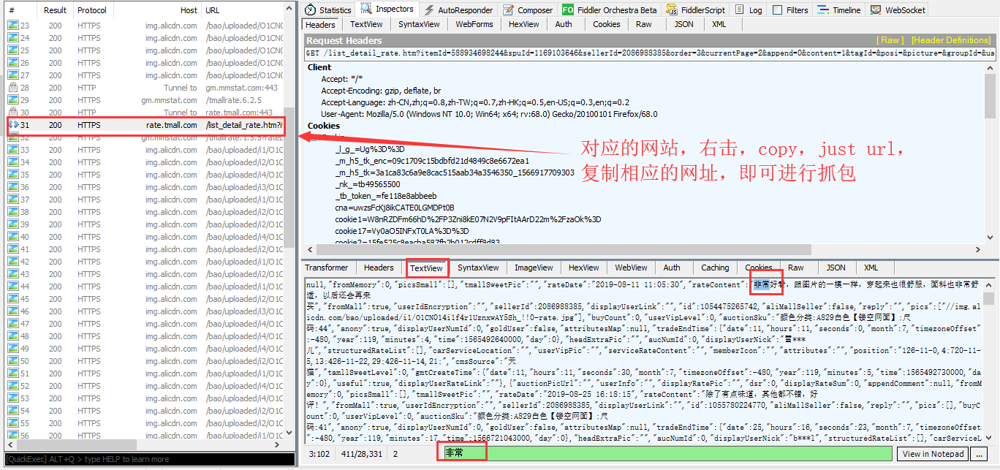 # Result Protocol Host URL
23 200 HTTPS img.alicdn.com /bao/uploaded/O1CN0
24 200 HTTPS img.alicdn.com /bao/uploaded/O1CN0
25 200 HTTPS img.alicdn.com /bao/uploaded/O1CN0
26 200 HTTPS img.alicdn.com /bao/uploaded/O1CN0
27 200 HTTPS img.alicdn.com /bao/uploaded/O1CN0
28 200 HTTP Tunnel to gm.mmstat.com:443
29 200 HTTPS gm.mmstat.com /tmallrate.6.2.5
30 200 HTTP Tunnel to rate.tmall.com:443
31 200 HTTPS rate.tmall.com /list_detail_rate.htm?i
32 200 HTTPS gm.mmstat.com
33 200 HTTPS img.alicdn.com /bao/uploaded/i1/O1C
34 200 HTTPS img.alicdn.com /bao/uploaded/i2/O1C
35 200 HTTPS img.alicdn.com /bao/uploaded/i4/O1C
36 200 HTTPS img.alicdn.com /bao/uploaded/i3/O1C
37 200 HTTPS img.alicdn.com /bao/uploaded/i1/O1C
38 200 HTTPS img.alicdn.com /bao/uploaded/i2/O1C
39 200 HTTPS img.alicdn.com /bao/uploaded/i2/O1C
40 200 HTTPS img.alicdn.com /bao/uploaded/i4/O1C
41 200 HTTPS img.alicdn.com /bao/uploaded/i2/O1C
42 200 HTTPS img.alicdn.com /bao/uploaded/i1/O1C
43 200 HTTPS img.alicdn.com /bao/uploaded/i2/O1C
44 200 HTTPS img.alicdn.com /bao/uploaded/i1/O1C
45 200 HTTPS img.alicdn.com /bao/uploaded/i2/O1C
46 200 HTTPS img.alicdn.com /bao/uploaded/i3/O1C
47 200 HTTPS img.alicdn.com /bao/uploaded/i4/O1C
48 200 HTTPS img.alicdn.com /bao/uploaded/i4/O1C
49 200 HTTPS img.alicdn.com /bao/uploaded/i4/O1C
50 200 HTTPS img.alicdn.com /bao/uploaded/i2/O1C
51 200 HTTPS img.alicdn.com /bao/uploaded/i1/O1C
52 200 HTTPS img.alicdn.com /bao/uploaded/i4/O1C
53 200 HTTPS img.alicdn.com /bao/uploaded/i4/O1C
54 200 HTTPS img.alicdn.com /bao/uploaded/i1/O1C
55 200 HTTPS img.alicdn.com /bao/uploaded/i2/O1C
56 200 HTTPS img.alicdn.com /bao/uploaded/i1/O1C
[QuickExec] ALT+Q > type HELP to learn more
Statistics Inspectors AutoResponder Composer FO Fiddler Orchestra Beta FiddlerScript Log Filters Timeline WebSocket
Headers TextView SyntaxView WebForms HexView Auth Cookies Raw JSON XML
Request Headers [ Raw ] [Header Definitions]
GET /list_detail_rate.htm?itemId=588934698244&spuId=1169103646&sellerId=2086988385&order=3&currentPage=2&append=0&content=1&tagId=&posi=&picture=&groupId=&ua
Client
Accept: */*
Accept-Encoding: gzip, deflate, br
Accept-Language: zh-CN,zh;q=0.8,zh-TW;q=0.7,zh-HK;q=0.5,en-US;q=0.3,en;q=0.2
User-Agent: Mozilla/5.0 (Windows NT 10.0; Win64; x64; rv:68.0) Gecko/20100101 Firefox/68.0
Cookies
_l_g_=Ug%3D%3D
_m_h5_tk_enc=09c1709c15bdbfd21d4849c8e6672ea1
_m_h5_tk=3a1ca83c6a9e8cac515aab34a3546350_1566917709303
_nk_=tb49565500
_tb_token_=fe118e8abbeeb
cna=uwzsFcKj8ikCATE0LGMDPt0B
cookie1=W8nRZDFm66hD%2FP3Zni8kE07N2V9pFItAArD22m%2FzaOk%3D
cookie17=Vy0aO5INFxT0LA%3D%3D
cookie2=15fe525c8eacba587fb2b012cdff8d83
对应的网站，右击，copy，just url，
复制相应的网址，即可进行抓包
Transformer Headers TextView SyntaxView ImageView HexView WebView Auth Caching Cookies Raw JSON XML
null,"fromMemory":0,"picsSmall":[],"tmallSweetPic":"","rateDate":"2019-08-11 11:05:30","rateContent":"非常好看，跟图片的一模一样，穿起来也很舒服，面料也非常舒
适，以后还会再来
买","fromMall":true,"userIdEncryption":"","sellerId":2086988385,"displayUserLink":"","id":1054475265742,"aliMallSeller":false,"reply":"","pics":["//img.al
icdn.com/bao/uploaded/i1/O1CN014i1f4r1UznxwAY5Sh_!!0-rate.jpg"],"buyCount":0,"userVipLevel":0,"auctionSku":"颜色分类:A829白色【镂空网面】;尺
码:44","anony":true,"displayUserNumId":0,"goldUser":false,"attributesMap":null,"tradeEndTime":{"date":11,"hours":11,"seconds":0,"month":7,"timezoneOffset"
:-480,"year":119,"minutes":4,"time":1565492640000,"day":0},"headExtraPic":"","aucNumId":0,"displayUserNick":"雪***
儿","structuredRateList":[],"carServiceLocation":"","userVipPic":"","serviceRateContent":"","memberIcon":"","attributes":"","position":"126-11-0,4;720-11-
5,13;426-11-22,29;426-11-14,21;","cmsSource":"天
猫","tamllSweetLevel":0,"gmtCreateTime":{"date":11,"hours":11,"seconds":30,"month":7,"timezoneOffset":-480,"year":119,"minutes":5,"time":1565492730000,"da
y":0},"useful":true,"displayUserRateLink":""},{"auctionPicUrl":"","userInfo":"","displayRatePic":"","dsr":0,"displayRateSum":0,"appendComment":null,"fromM
emory":0,"picsSmall":[],"tmallSweetPic":"","rateDate":"2019-08-25 16:18:15","rateContent":"除了有点味道，其他都不错，好
评！","fromMall":true,"userIdEncryption":"","sellerId":2086988385,"displayUserLink":"","id":1055780224770,"aliMallSeller":false,"reply":"","pics":[],"buyC
ount":0,"userVipLevel":0,"auctionSku":"颜色分类:A829白色【镂空网面】;尺
码:41","anony":true,"displayUserNumId":0,"goldUser":false,"attributesMap":null,"tradeEndTime":{"date":25,"hours":16,"seconds":23,"month":7,"timezoneOffset
":-480,"year":119,"minutes":17,"time":1566721043000,"day":0},"headExtraPic":"","aucNumId":0,"displayUserNick":"b***1","structuredRateList":[],"carServiceL
3:102 411/28,331 2 非常 View in Notepad ...